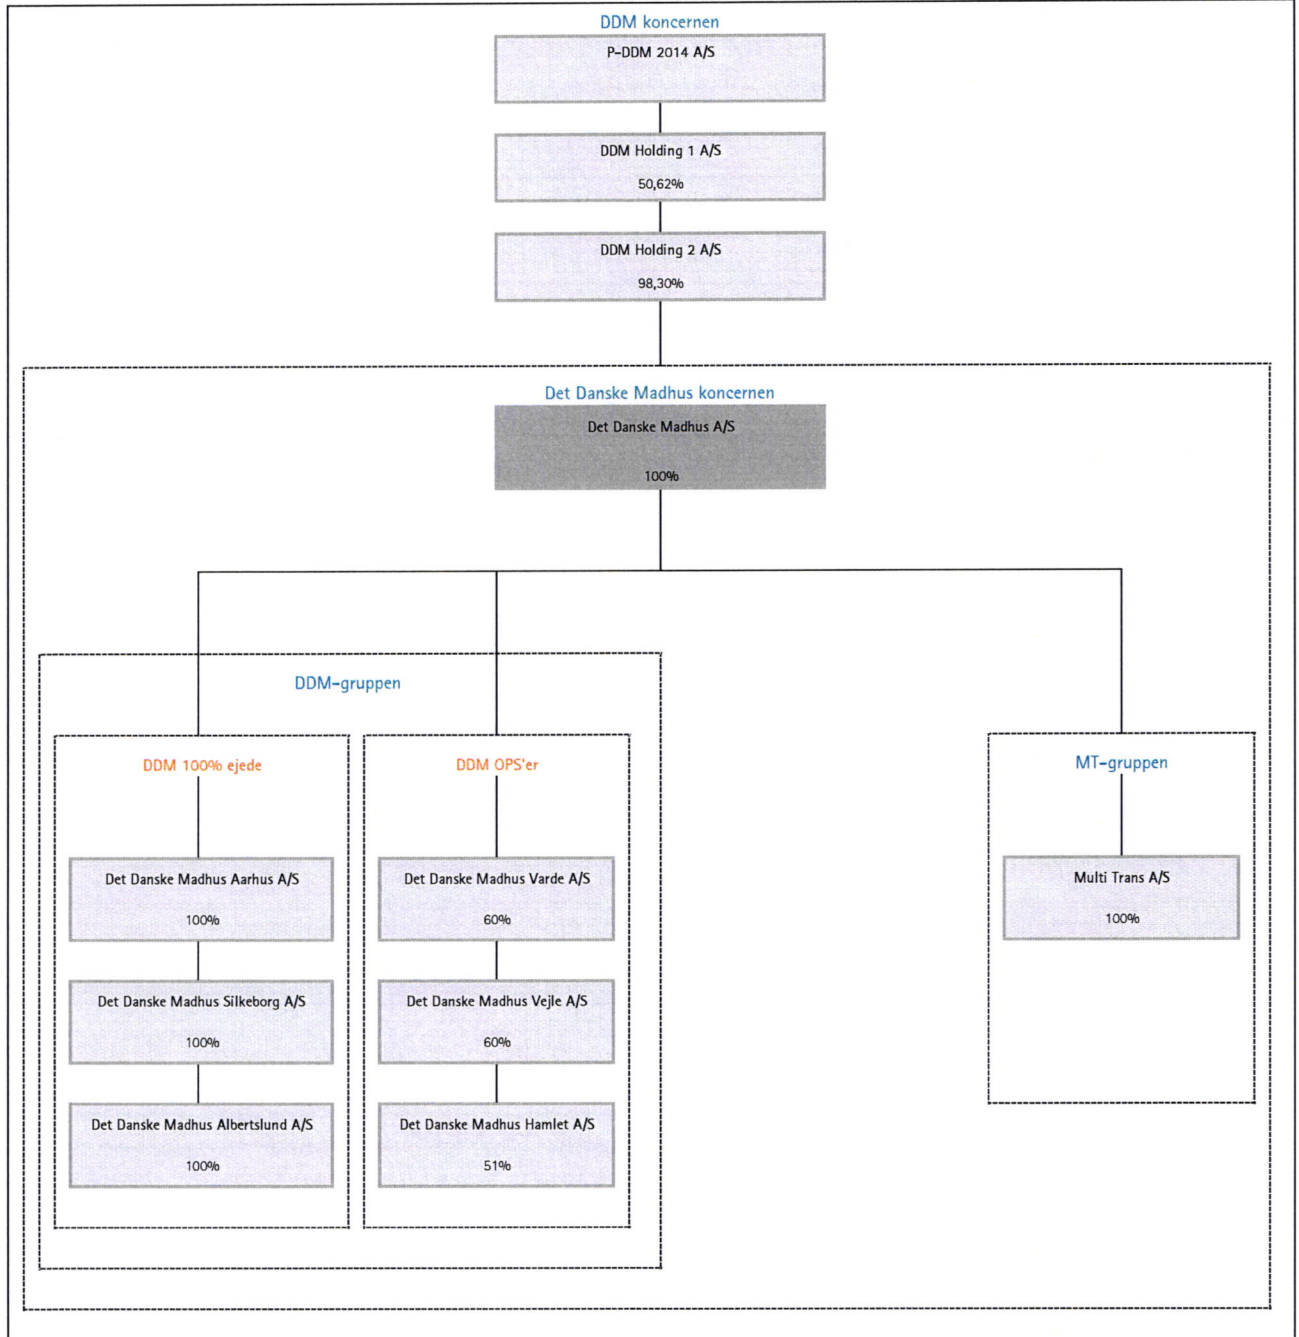 DDM koncernen
P-DDM 2014 A/S
DDM Holding 1 A/S
50,62%
DDM Holding 2 A/S
98,30%
Det Danske Madhus koncernen
Det Danske Madhus A/S
100%
DDM-gruppen
DDM 100% ejede
Det Danske Madhus Aarhus A/S
100%
Det Danske Madhus Silkeborg A/S
100%
Det Danske Madhus Albertslund A/S
100%
DDM OPS'er
Det Danske Madhus Varde A/S
60%
Det Danske Madhus Vejle A/S
60%
Det Danske Madhus Hamlet A/S
51%
MT-gruppen
Multi Trans A/S
100%